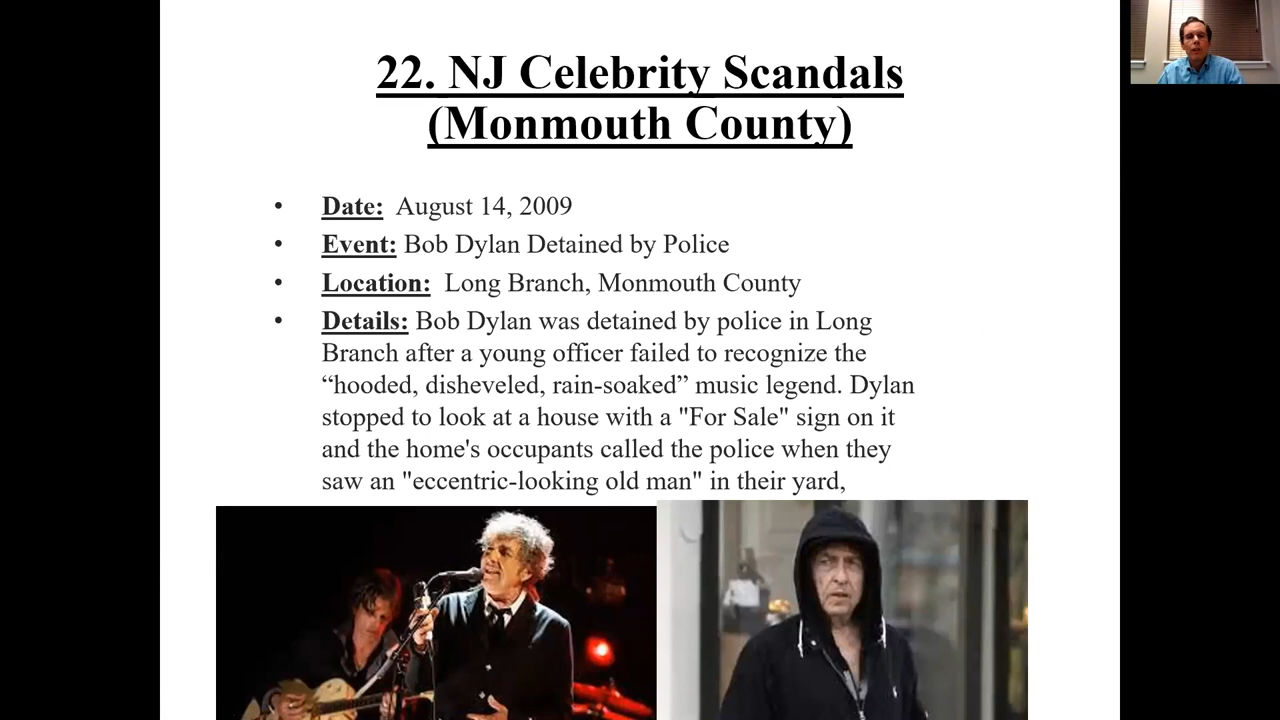 22. NJ Celebrity Scandals
(Monmouth County)
• Date: August 14, 2009
• Event: Bob Dylan Detained by Police
• Location: Long Branch, Monmouth County
• Details: Bob Dylan was detained by police in Long
Branch after a young officer failed to recognize the
“hooded, disheveled, rain-soaked” music legend. Dylan
stopped to look at a house with a "For Sale" sign on it
and the home's occupants called the police when they
saw an "eccentric-looking old man" in their yard,